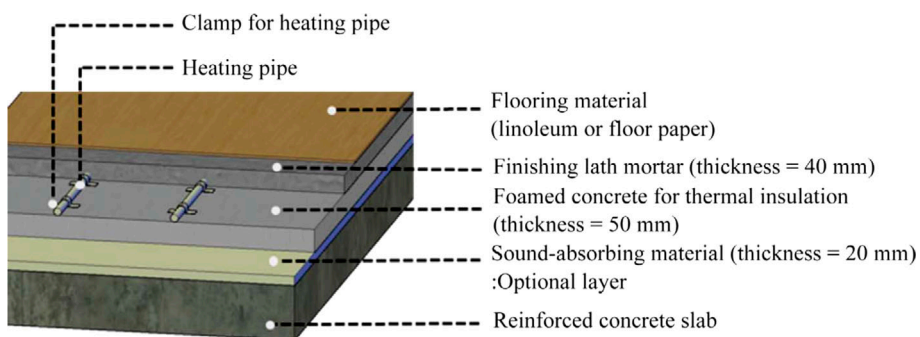 Clamp for heating pipe
Heating pipe
Flooring material
(linoleum or floor paper)
Finishing lath mortar (thickness = 40 mm)
Foamed concrete for thermal insulation
(thickness = 50 mm)
Sound-absorbing material (thickness = 20 mm)
:Optional layer
Reinforced concrete slab